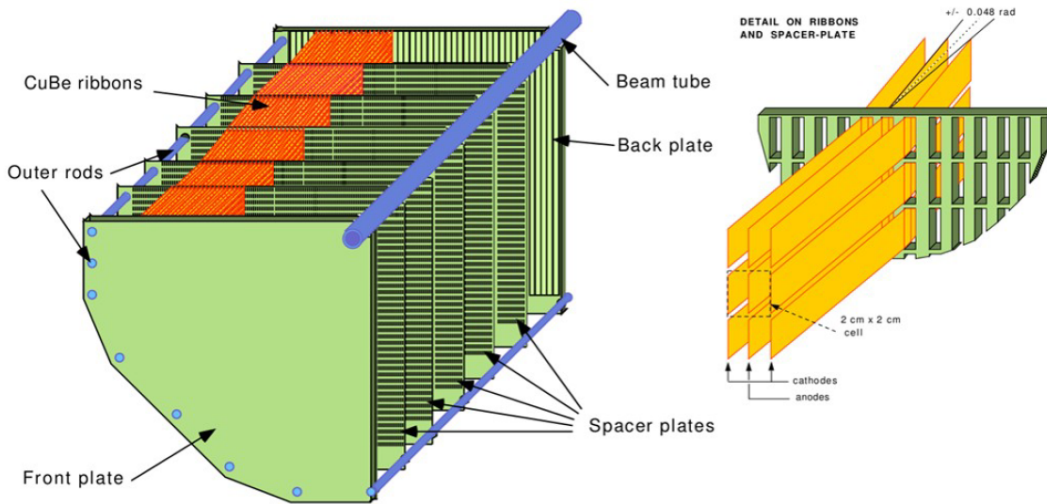 CuBe ribbons
Outer rods
Front plate
Beam tube
Back plate
Spacer plates
DETAIL ON RIBBONS
AND SPACER-PLATE
+/- 0.048 rad
2 cm x 2 cm
cell
cathodes
anodes